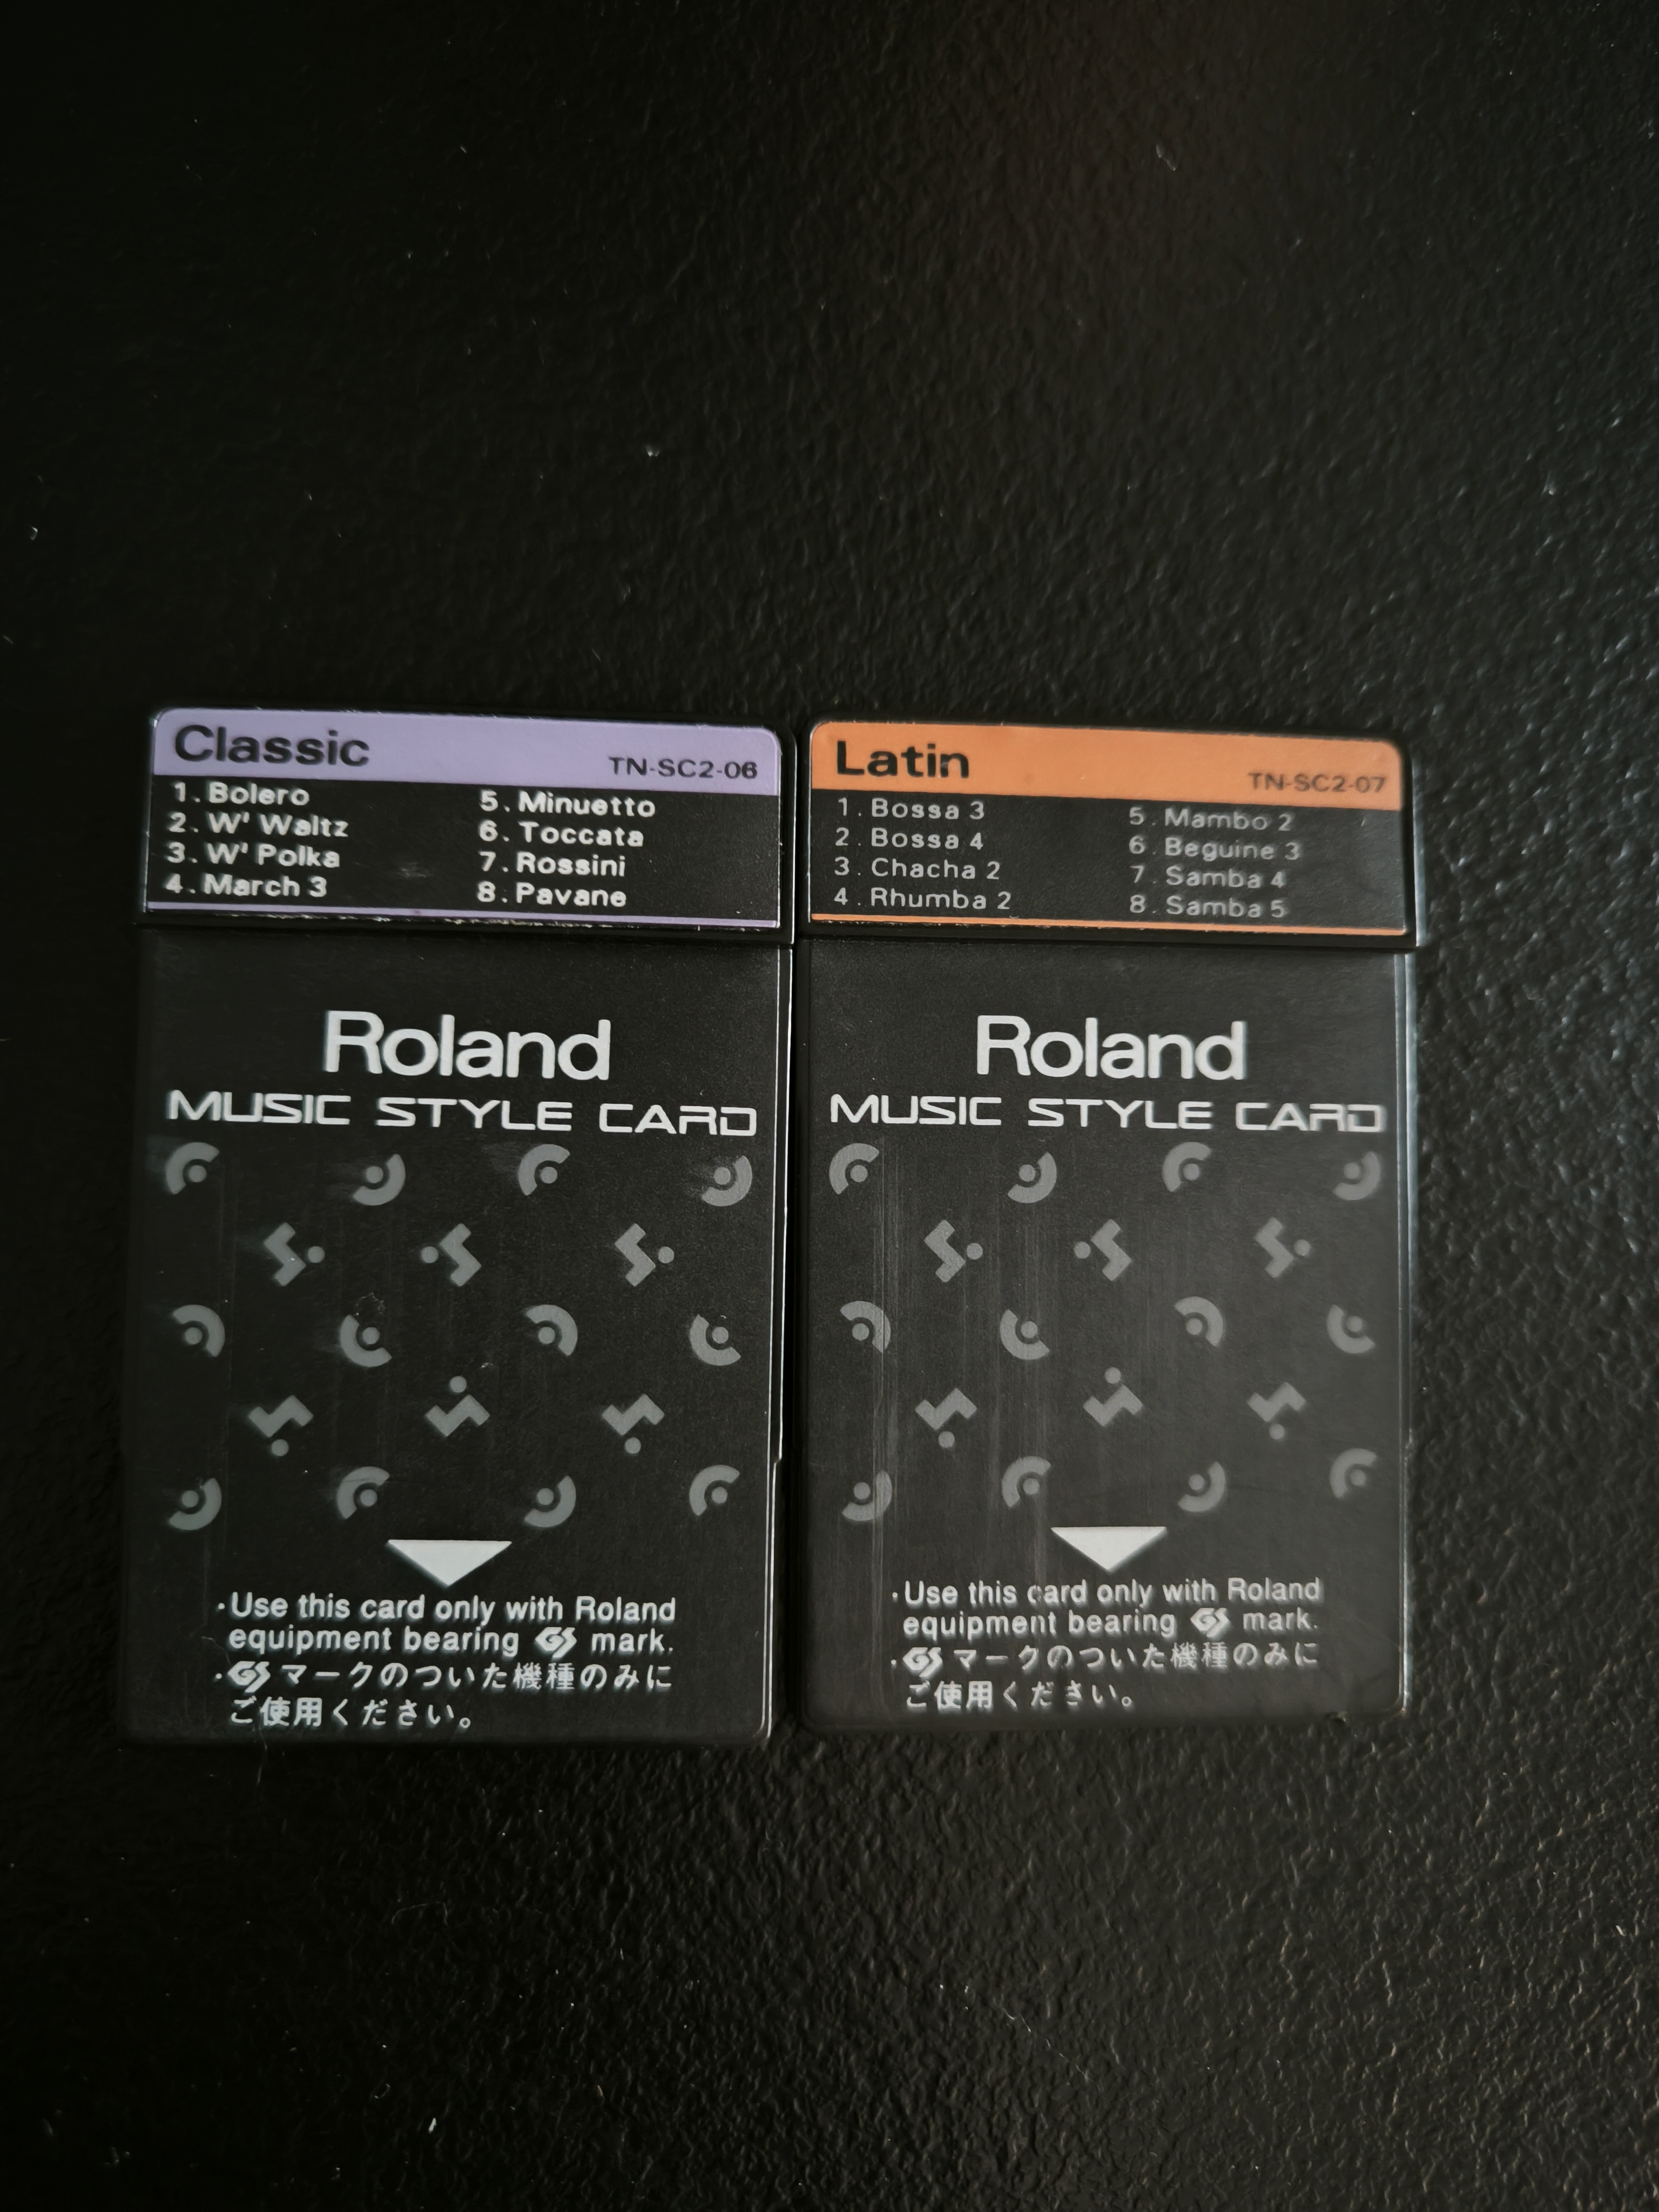 Classic
TN-SC2-06
1. Bolero
2. W' Waltz
3. W' Polka
4. March 3
5. Minuetto
6. Toccata
7. Rossini
8. Pavane
Roland
MUSIC STYLE CARD
·Use this card only with Roland
equipment bearing GS mark.
·GS マークのついた機種のみに
ご使用ください。
Latin
TN-SC2-07
1. Bossa 3
2. Bossa 4
3. Chacha 2
4. Rhumba 2
5. Mambo 2
6. Beguine 3
7. Samba 4
8. Samba 5
Roland
MUSIC STYLE CARD
·Use this card only with Roland
equipment bearing GS mark.
·GS マークのついた機種のみに
ご使用ください。